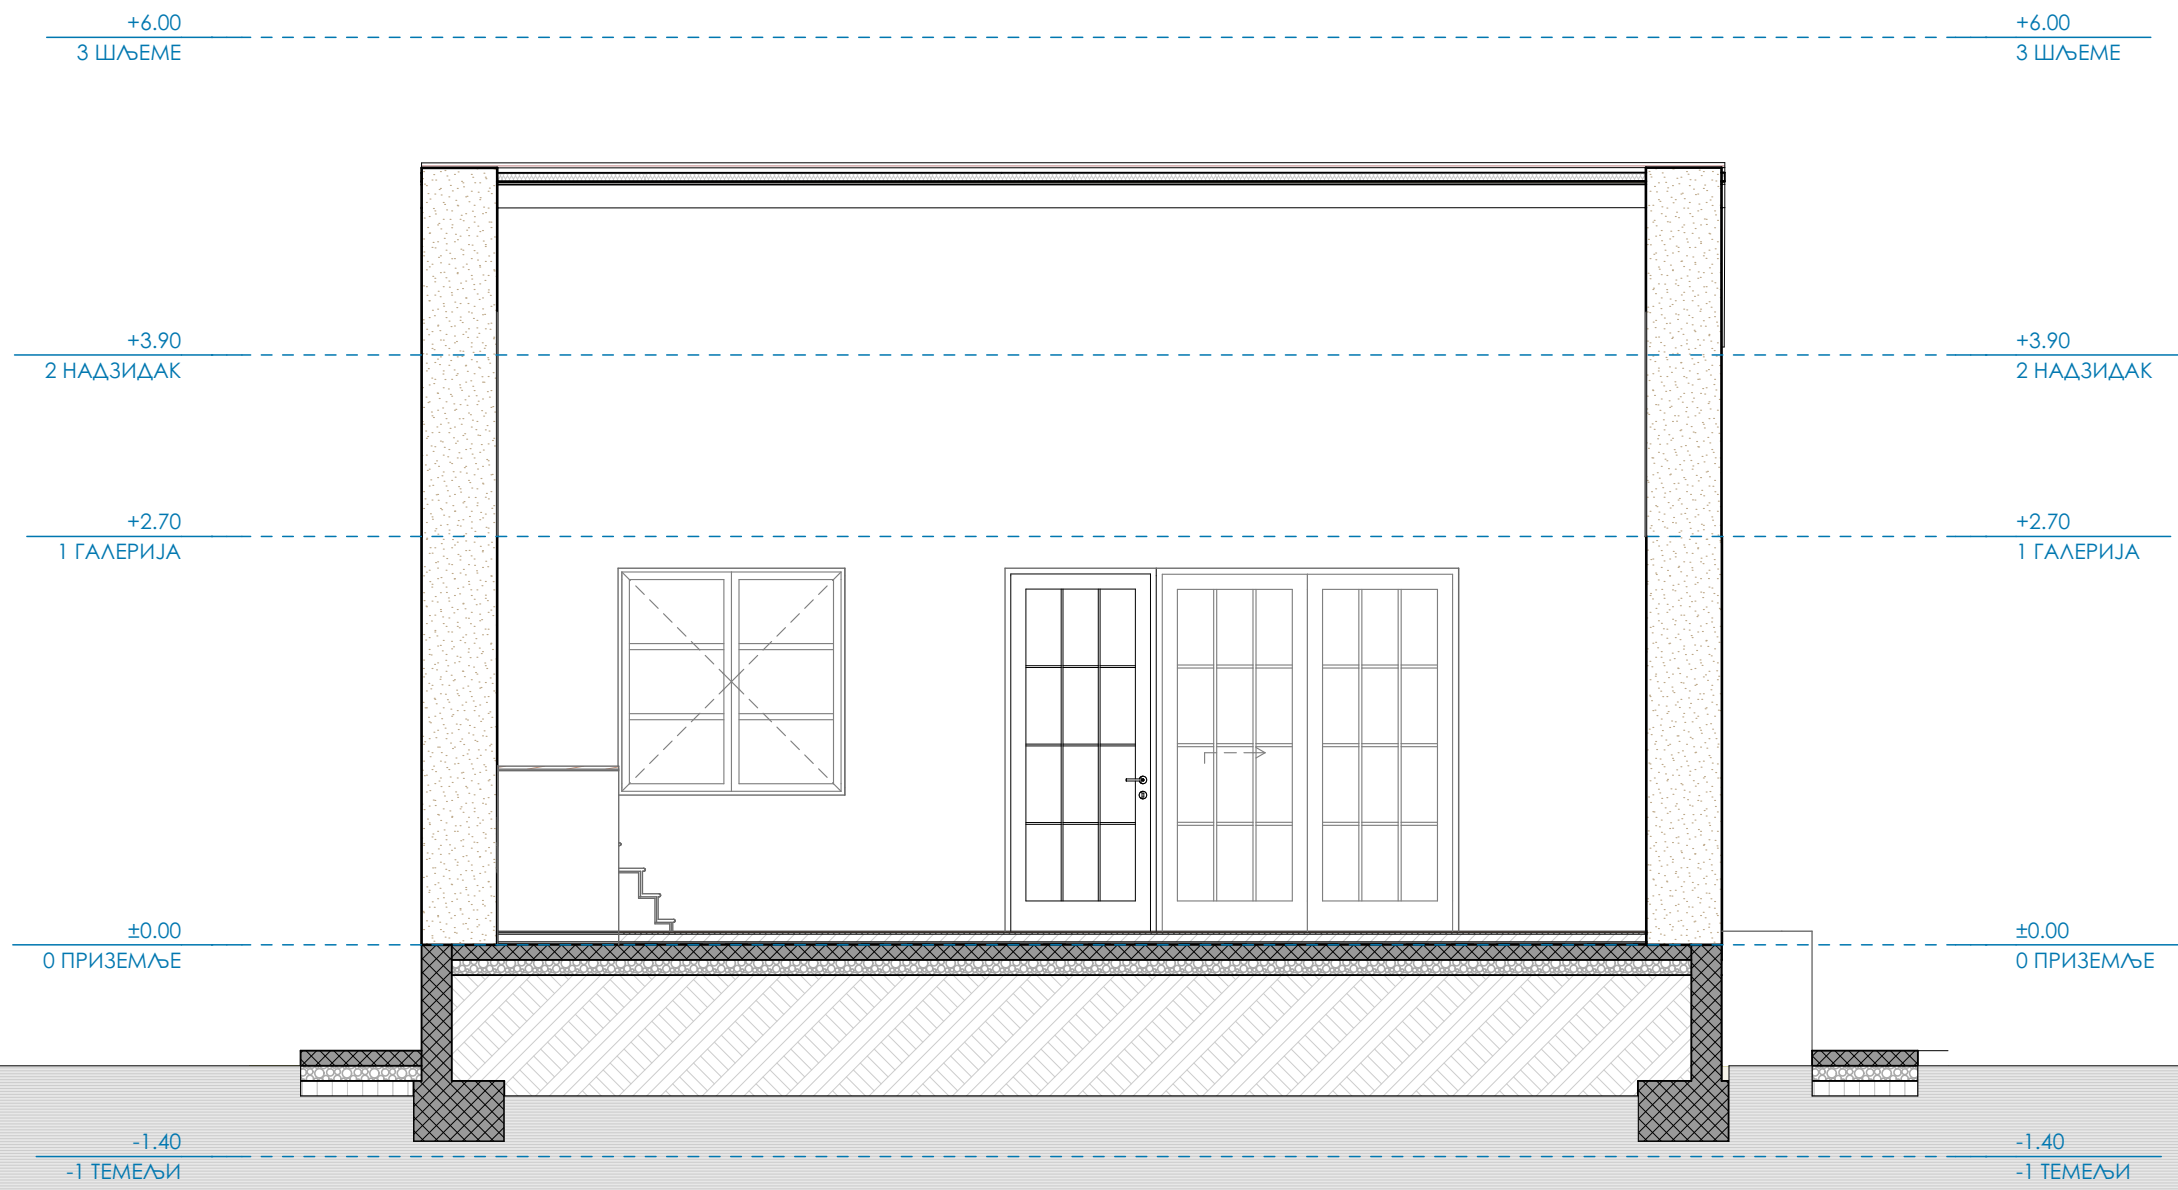 +6.00
3 ШЉЕМЕ
+6.00
3 ШЉЕМЕ
+3.90
2 НАДЗИДАК
+3.90
2 НАДЗИДАК
+2.70
1 ГАЛЕРИЈА
+2.70
1 ГАЛЕРИЈА
±0.00
0 ПРИЗЕМЉЕ
±0.00
0 ПРИЗЕМЉЕ
-1.40
-1 ТЕМЕЉИ
-1.40
-1 ТЕМЕЉИ